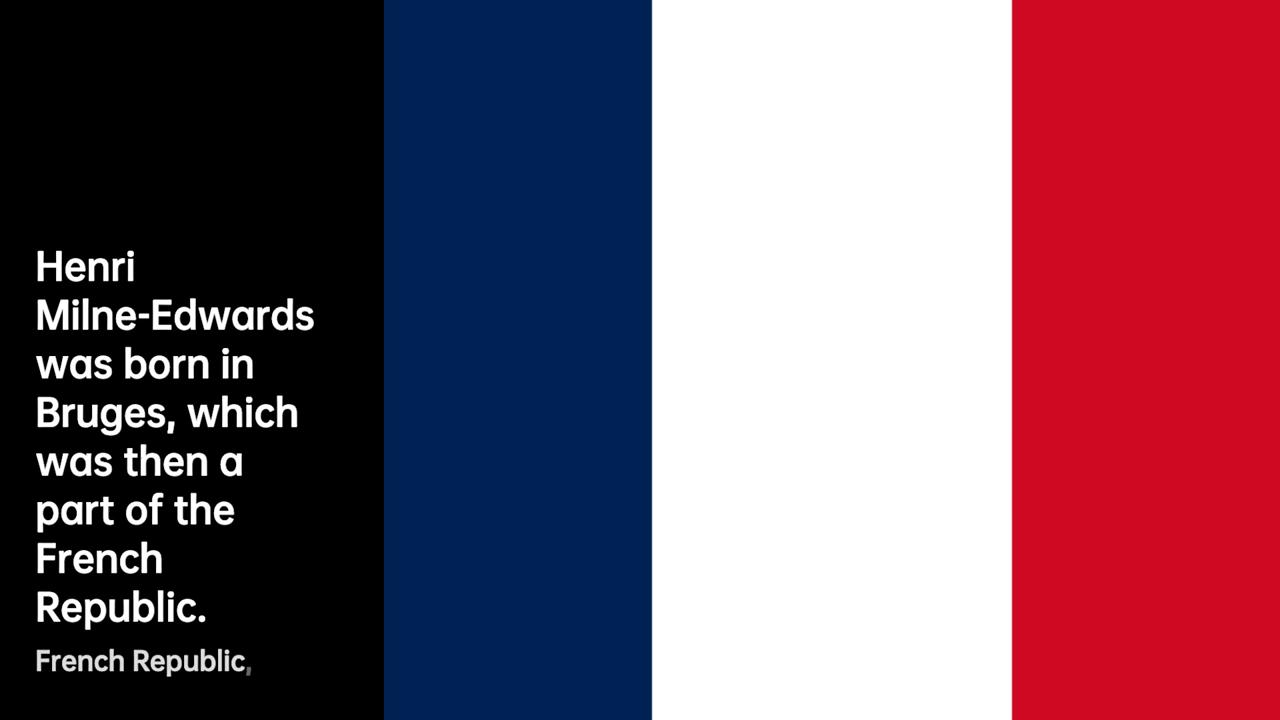 Henri
Milne-Edwards
was born in
Bruges, which
was then a
part of the
French
Republic.
French Republic,